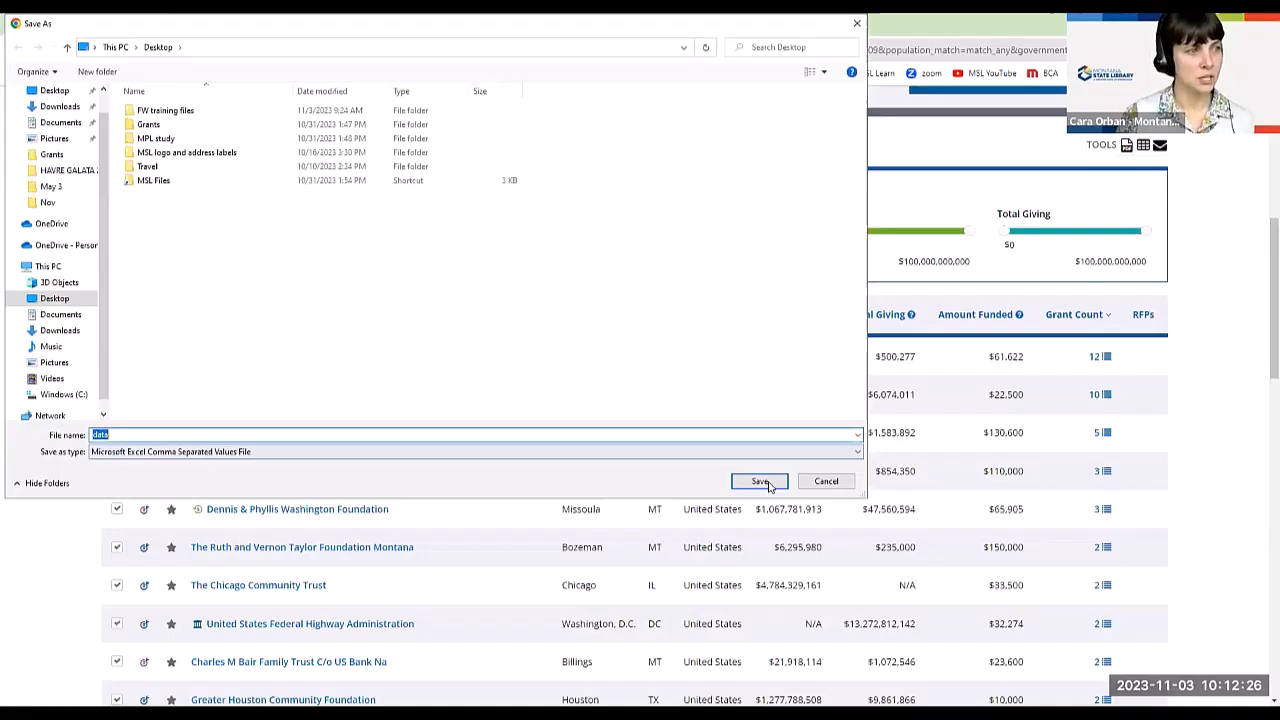 Save As
This PC > Desktop >
Search Desktop
09&population_match=match_any&government
Organize New folder
SL Learn zoom MSL YouTube BCA
MONTANA
STATE LIBRARY
Cara Orban - Montan...
Name Date modified Type Size
Desktop
Downloads
Documents
Pictures
Grants
HAVRE GALATA
May 3
Nov
OneDrive
OneDrive - Person
This PC
3D Objects
Desktop
Documents
Downloads
Music
Pictures
Videos
Windows (C:)
Network
FW training files 11/3/2023 9:24 AM File folder
Grants 10/31/2023 1:47 PM File folder
MPL study 10/31/2023 1:48 PM File folder
MSL logo and address labels 10/16/2023 3:30 PM File folder
Travel 10/10/2023 2:34 PM File folder
MSL Files 10/31/2023 1:54 PM Shortcut 3 KB
File name: data
Save as type: Microsoft Excel Comma Separated Values File
Hide Folders
Save Cancel
TOOLS
Total Giving
$0
$100,000,000,000 $100,000,000,000
al Giving Amount Funded Grant Count RFPs
$500,277 $61,622 12
$6,074,011 $22,500 10
$1,583,892 $130,600 5
$854,350 $110,000 3
Dennis & Phyllis Washington Foundation Missoula MT United States $1,067,781,913 $47,560,594 $65,905 3
The Ruth and Vernon Taylor Foundation Montana Bozeman MT United States $6,295,980 $235,000 $150,000 2
The Chicago Community Trust Chicago IL United States $4,784,329,161 N/A $33,500 2
United States Federal Highway Administration Washington, D.C. DC United States N/A $13,272,812,142 $32,274 2
Charles M Bair Family Trust C/o US Bank Na Billings MT United States $21,918,114 $1,072,546 $23,600 2
Greater Houston Community Foundation Houston TX United States $1,277,788,508 $9,861,866 $10,000 2
2023-11-03 10:12:26